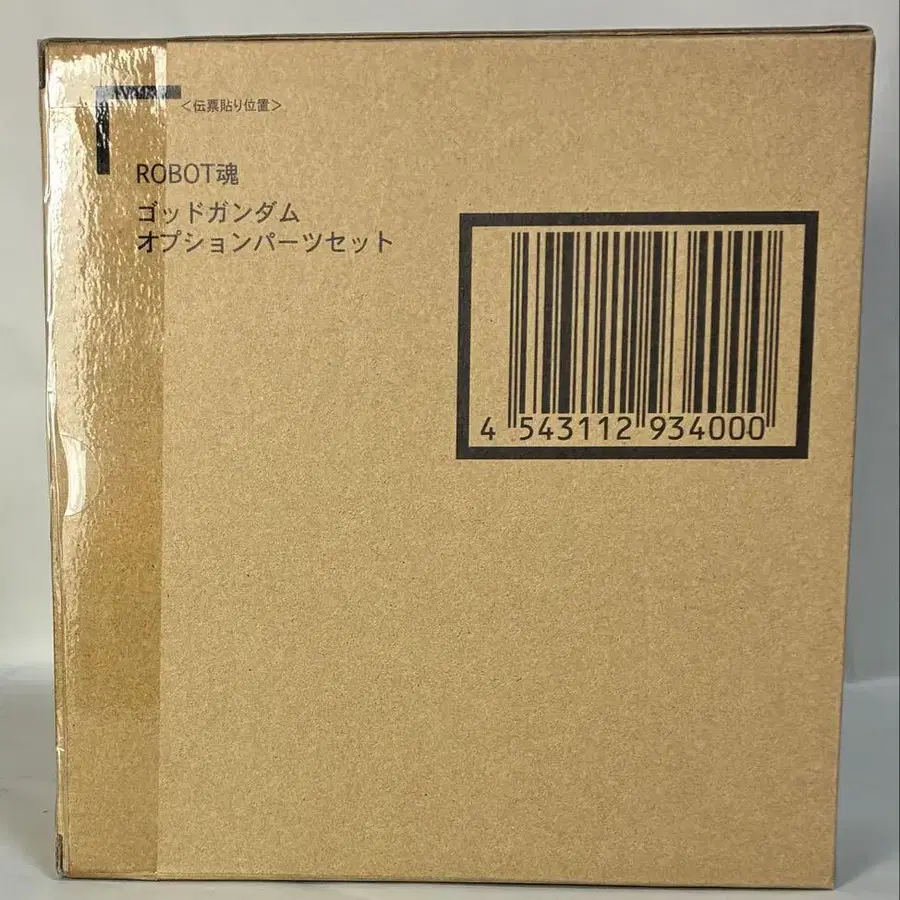 ＜伝票貼り位置＞
ROBOT魂
ゴッドガンダム
オプションパーツセット
4 543112 934000